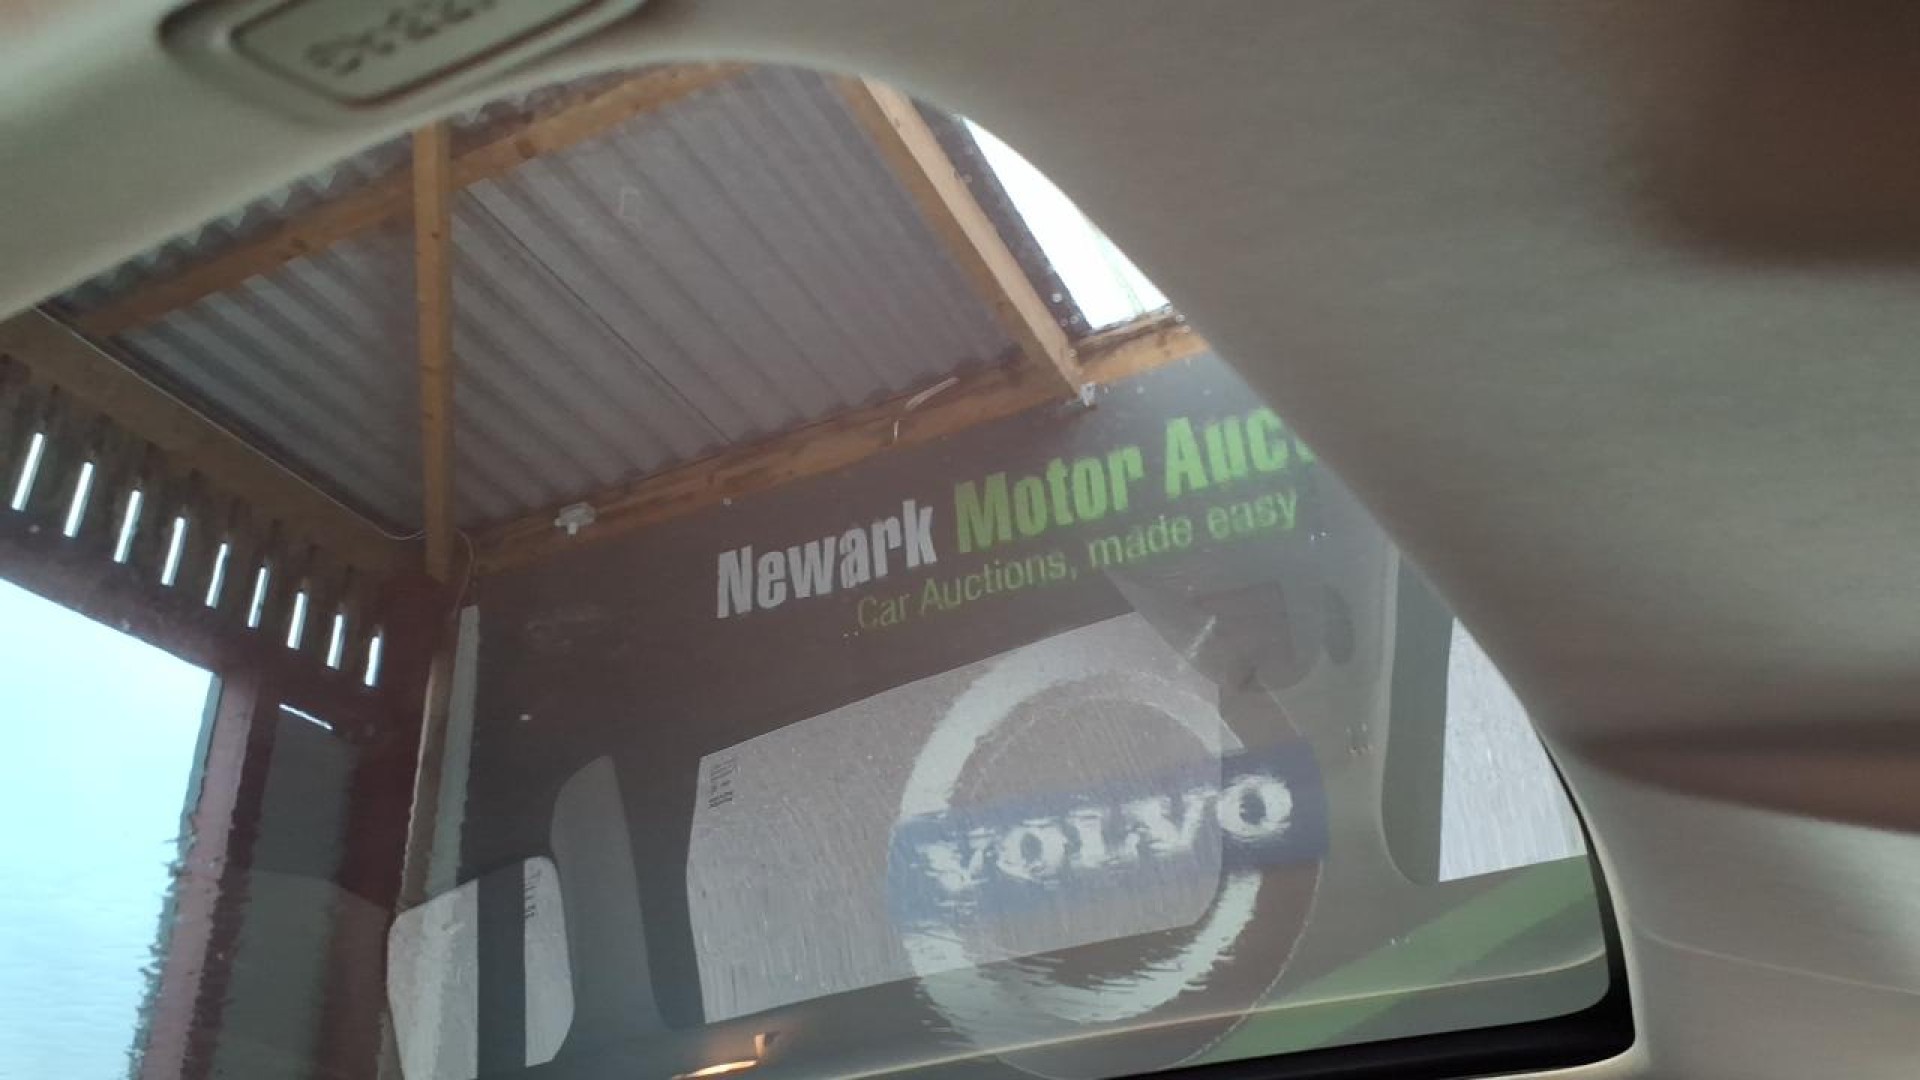 Newark Motor Auc
Car Auctions, made easy
VOLVO